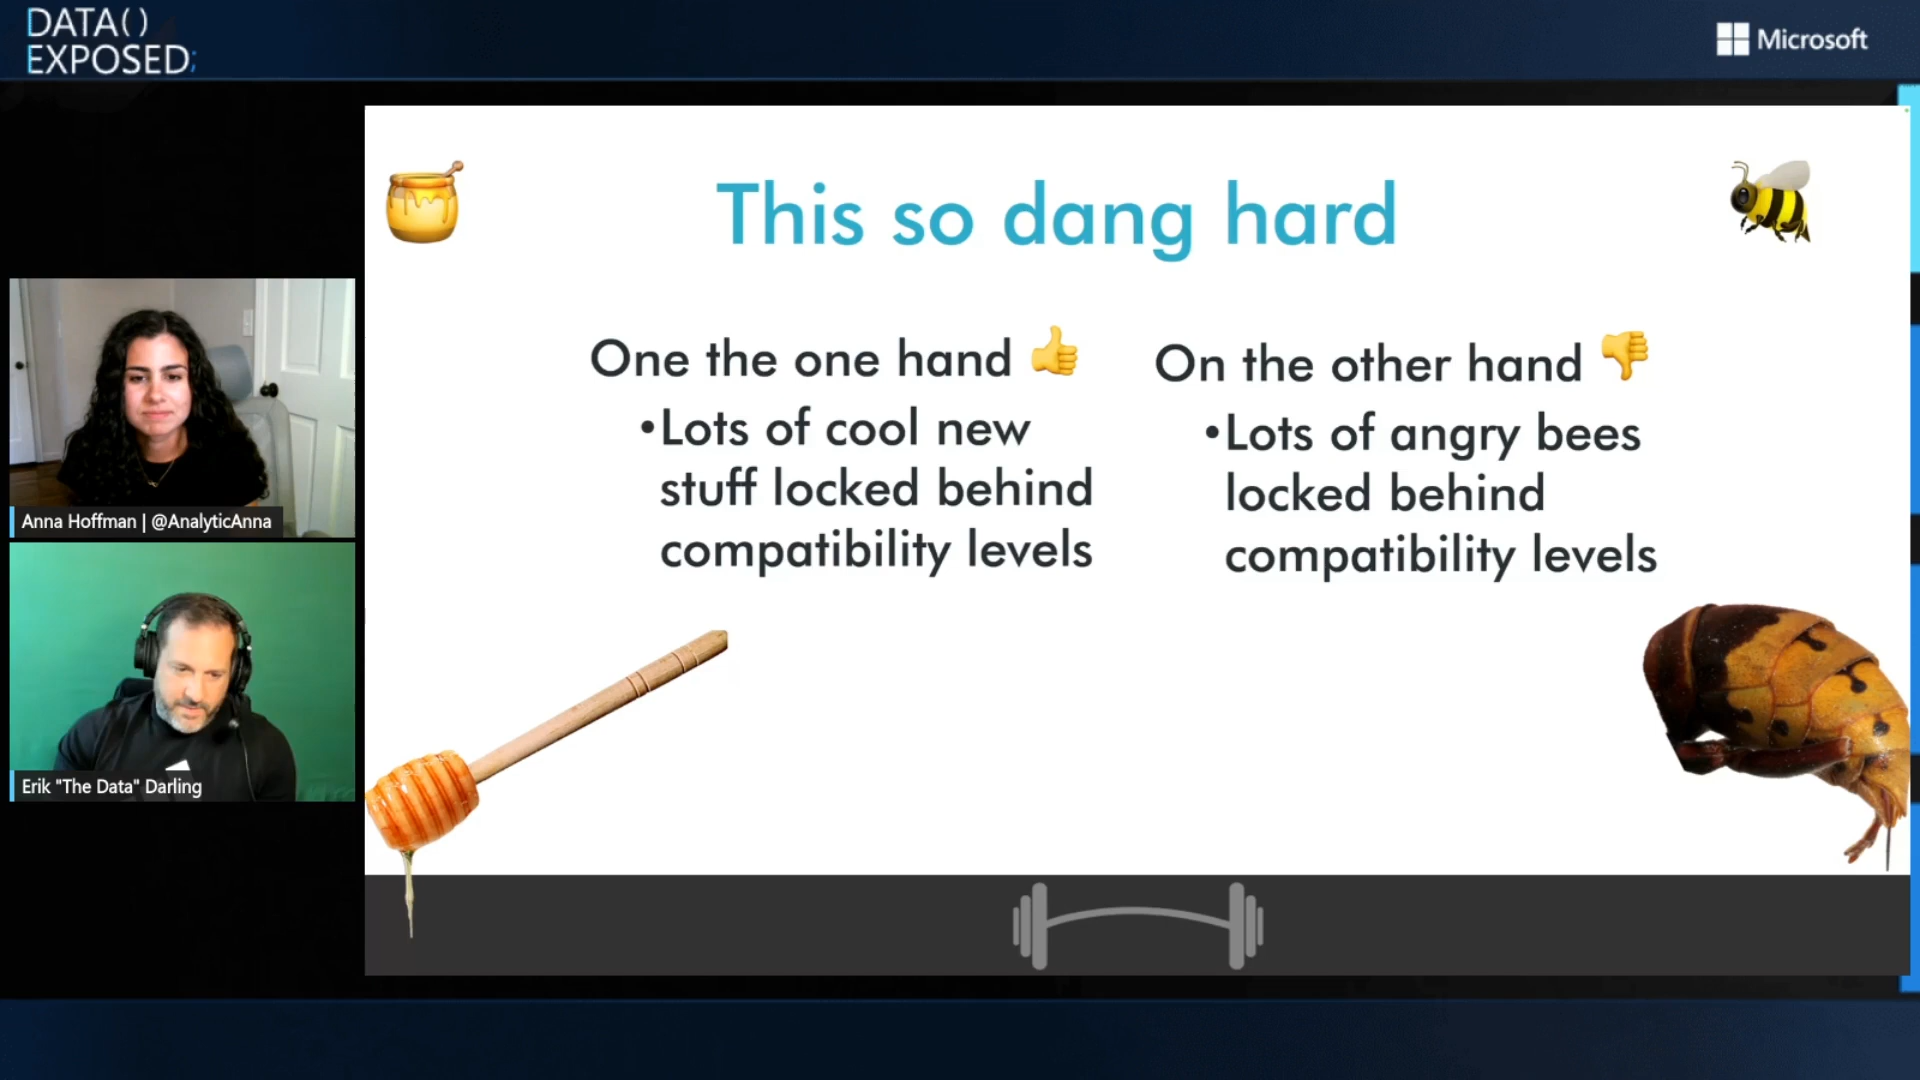 DATA()
EXPOSED;
Microsoft
This so dang hard
One the one hand
•Lots of cool new
stuff locked behind
compatibility levels
On the other hand
•Lots of angry bees
locked behind
compatibility levels
Anna Hoffman | @AnalyticAnna
Erik "The Data" Darling